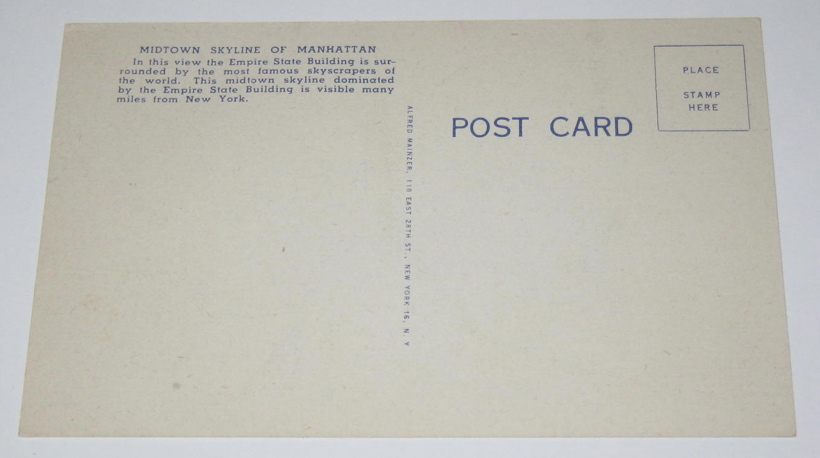 MIDTOWN SKYLINE OF MANHATTAN
In this view the Empire State Building is sur-
rounded by the most famous skyscrapers of
the world. This midtown skyline dominated
by the Empire State Building is visible many
miles from New York.
ALFRED MAINZER, 118 EAST 28TH ST., NEW YORK 16, N. Y
POST CARD
PLACE
STAMP
HERE